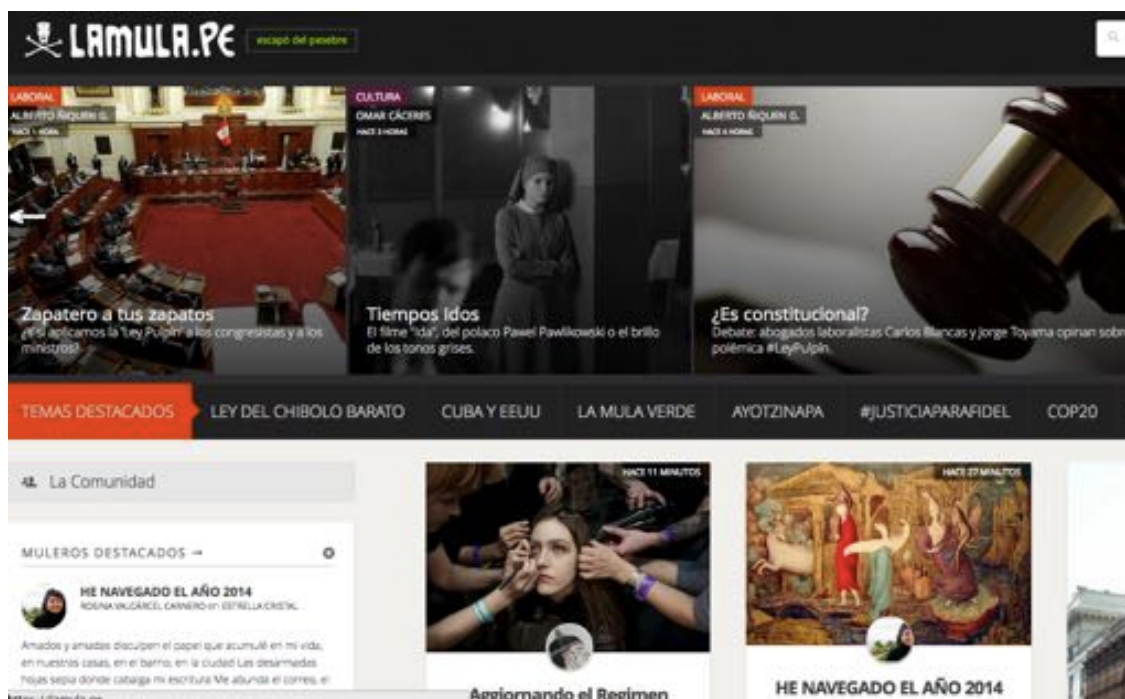 LAMULA.PE
escapó del pesebre
LABORAL
ALBERTO ÑIQUEN G.
HACE 1 HORA
Zapatero a tus zapatos
¿Y si aplicamos la 'Ley Pulpín' a los congresistas y a los
ministros?
CULTURA
OMAR CÁCERES
HACE 3 HORAS
Tiempos Idos
El filme "Ida", del polaco Pawel Pawlikowski o el brillo
de los tonos grises.
LABORAL
ALBERTO ÑIQUEN G.
HACE 4 HORAS
¿Es constitucional?
Debate: abogados laboralistas Carlos Blancas y Jorge Toyama opinan sobr
polémica #LeyPulpín.
TEMAS DESTACADOS
LEY DEL CHIBOLO BARATO
CUBA Y EEUU
LA MULA VERDE
AYOTZINAPA
#JUSTICIAPARAFIDEL
COP20
La Comunidad
MULEROS DESTACADOS →
HE NAVEGADO EL AÑO 2014
ROSINA VALCÁRCEL CARNERO en ESTRELLA CRISTAL
Amados y amadas disculpen el papel que acumulé en mi vida,
en nuestros casas, en el barrio, en la ciudad Las desarmadas
hojas sepia donde cabalga mi escritura Me abunda el correo, el
HACE 11 MINUTOS
Aggiornando el Regimen
HACE 27 MINUTOS
HE NAVEGADO EL AÑO 2014